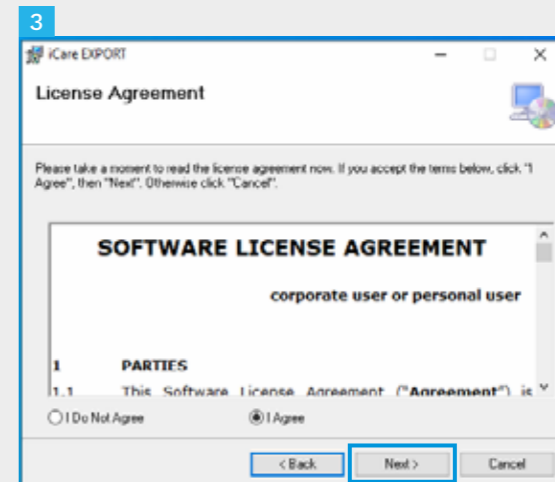 3
iCare EXPORT
License Agreement
Please take a moment to read the license agreement now. If you accept the terms below, click "I
Agree", then "Next". Otherwise click "Cancel".
SOFTWARE LICENSE AGREEMENT
corporate user or personal user
1 PARTIES
1.1 This Software License Agreement ("Agreement") is
I Do Not Agree I Agree
< Back Next > Cancel